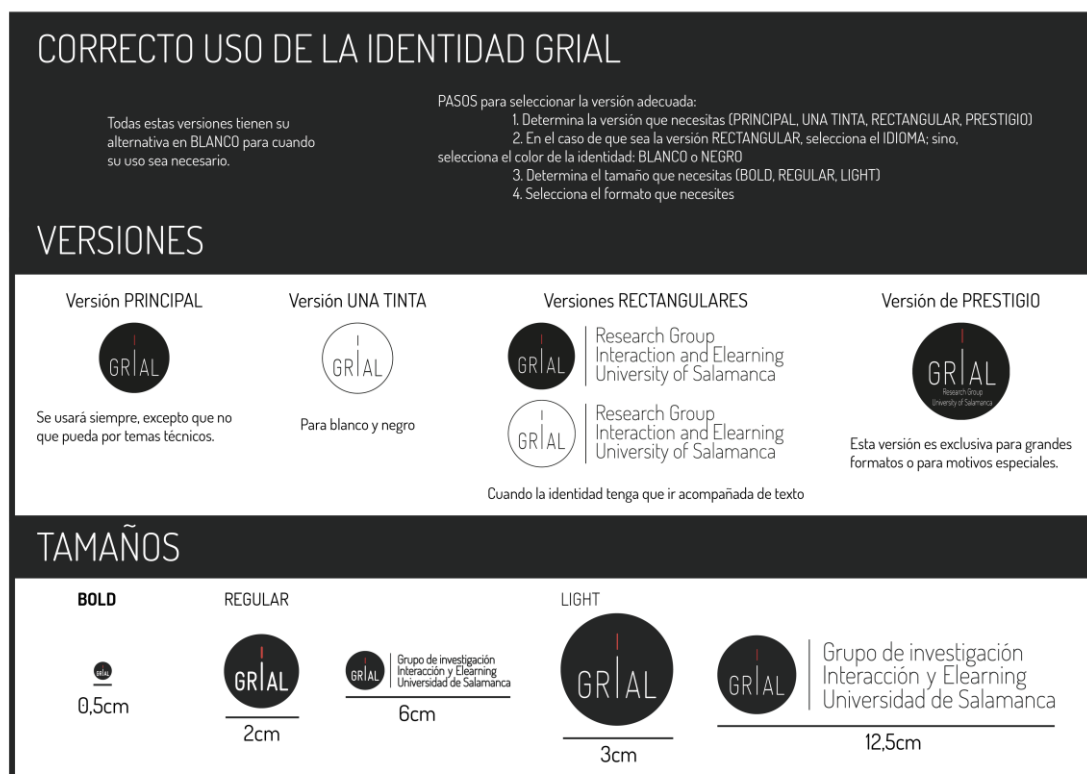 CORRECTO USO DE LA IDENTIDAD GRIAL
Todas estas versiones tienen su
alternativa en BLANCO para cuando
su uso sea necesario.
PASOS para seleccionar la versión adecuada:
1. Determina la versión que necesitas (PRINCIPAL, UNA TINTA, RECTANGULAR, PRESTIGIO)
2. En el caso de que sea la versión RECTANGULAR, selecciona el IDIOMA; sino,
selecciona el color de la identidad: BLANCO o NEGRO
3. Determina el tamaño que necesitas (BOLD, REGULAR, LIGHT)
4. Selecciona el formato que necesites
VERSIONES
Versión PRINCIPAL
GRIAL
Se usará siempre, excepto que no
que pueda por temas técnicos.
Versión UNA TINTA
GRIAL
Para blanco y negro
Versiones RECTANGULARES
GRIAL
Research Group
Interaction and Elearning
University of Salamanca
GRIAL
Research Group
Interaction and Elearning
University of Salamanca
Cuando la identidad tenga que ir acompañada de texto
Versión de PRESTIGIO
GRIAL
Research Group
University of Salamanca
Esta versión es exclusiva para grandes
formatos o para motivos especiales.
TAMAÑOS
BOLD
GRIAL
0,5cm
REGULAR
GRIAL
2cm
GRIAL
Grupo de investigación
Interacción y Elearning
Universidad de Salamanca
6cm
LIGHT
GRIAL
3cm
GRIAL
Grupo de investigación
Interacción y Elearning
Universidad de Salamanca
12,5cm